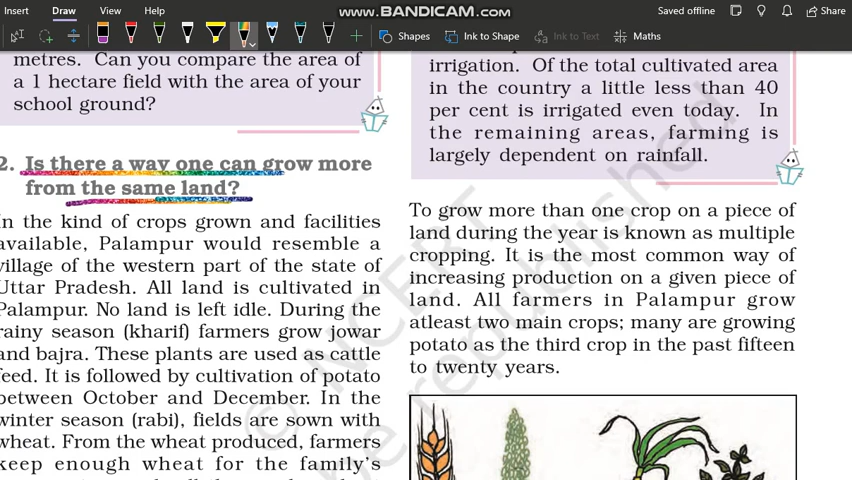 Insert
Draw
View
Help
WWW.BANDICAM.COM
Saved offline
Share
Shapes
Ink to Shape
Ink to Text
Maths
metres. Can you compare the area of
a 1 hectare field with the area of your
school ground?
2. Is there a way one can grow more
from the same land?
In the kind of crops grown and facilities
available, Palampur would resemble a
village of the western part of the state of
Uttar Pradesh. All land is cultivated in
Palampur. No land is left idle. During the
rainy season (kharif) farmers grow jowar
and bajra. These plants are used as cattle
feed. It is followed by cultivation of potato
between October and December. In the
winter season (rabi), fields are sown with
wheat. From the wheat produced, farmers
keep enough wheat for the family's
irrigation. Of the total cultivated area
in the country a little less than 40
per cent is irrigated even today. In
the remaining areas, farming is
largely dependent on rainfall.
To grow more than one crop on a piece of
land during the year is known as multiple
cropping. It is the most common way of
increasing production on a given piece of
land. All farmers in Palampur grow
atleast two main crops; many are growing
potato as the third crop in the past fifteen
to twenty years.
© NCERT
be republished